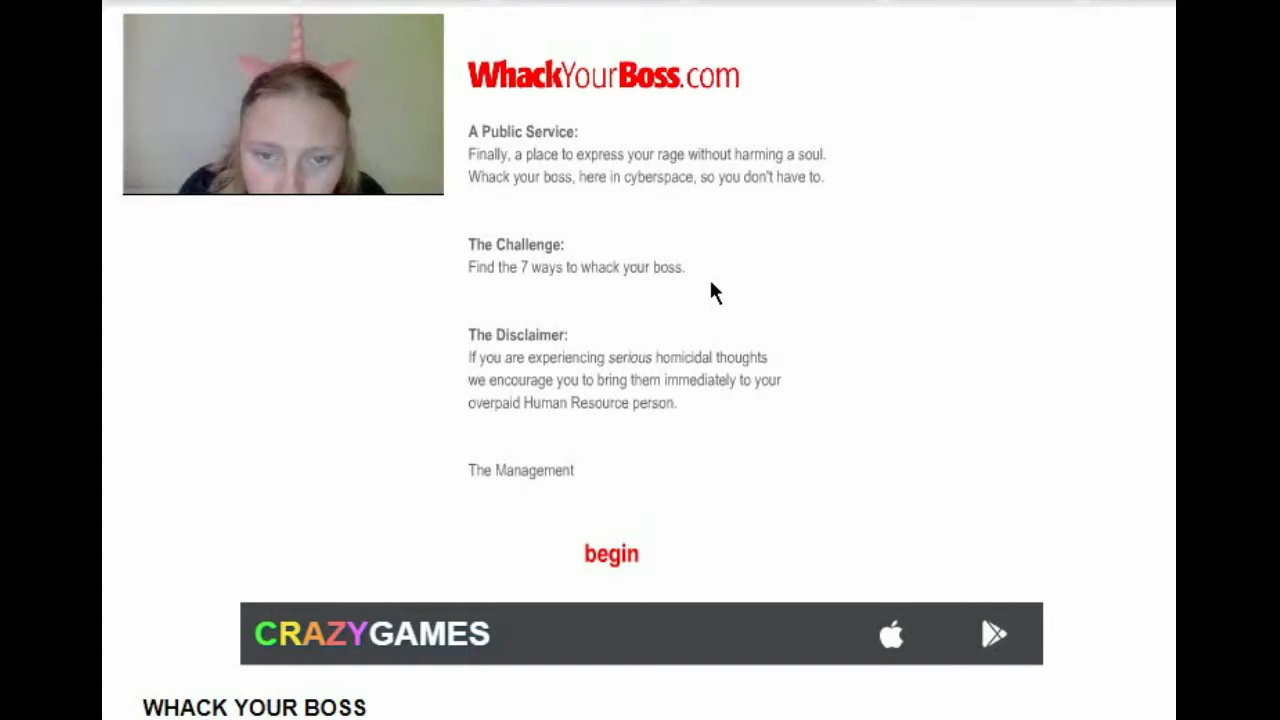 WhackYourBoss.com
A Public Service:
Finally, a place to express your rage without harming a soul.
Whack your boss, here in cyberspace, so you don't have to.
The Challenge:
Find the 7 ways to whack your boss.
The Disclaimer:
If you are experiencing serious homicidal thoughts
we encourage you to bring them immediately to your
overpaid Human Resource person.
The Management
begin
CRAZYGAMES
WHACK YOUR BOSS